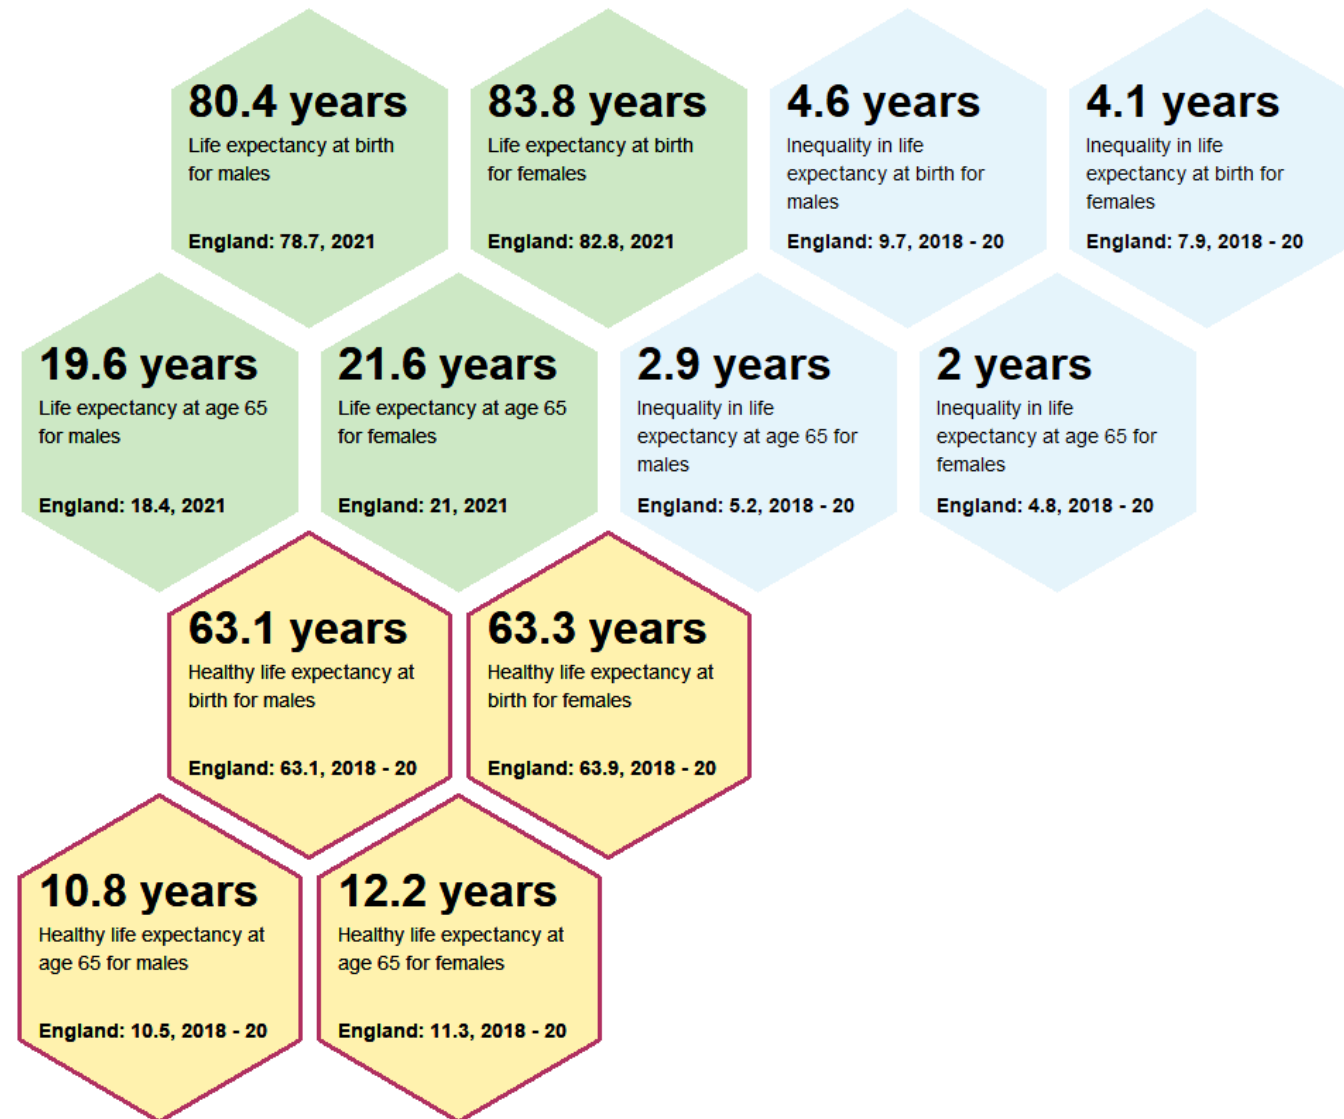 80.4 years
Life expectancy at birth
for males
England: 78.7, 2021
83.8 years
Life expectancy at birth
for females
England: 82.8, 2021
4.6 years
Inequality in life
expectancy at birth for
males
England: 9.7, 2018 - 20
4.1 years
Inequality in life
expectancy at birth for
females
England: 7.9, 2018 - 20
19.6 years
Life expectancy at age 65
for males
England: 18.4, 2021
21.6 years
Life expectancy at age 65
for females
England: 21, 2021
2.9 years
Inequality in life
expectancy at age 65 for
males
England: 5.2, 2018 - 20
2 years
Inequality in life
expectancy at age 65 for
females
England: 4.8, 2018 - 20
63.1 years
Healthy life expectancy at
birth for males
England: 63.1, 2018 - 20
63.3 years
Healthy life expectancy at
birth for females
England: 63.9, 2018 - 20
10.8 years
Healthy life expectancy at
age 65 for males
England: 10.5, 2018 - 20
12.2 years
Healthy life expectancy at
age 65 for females
England: 11.3, 2018 - 20